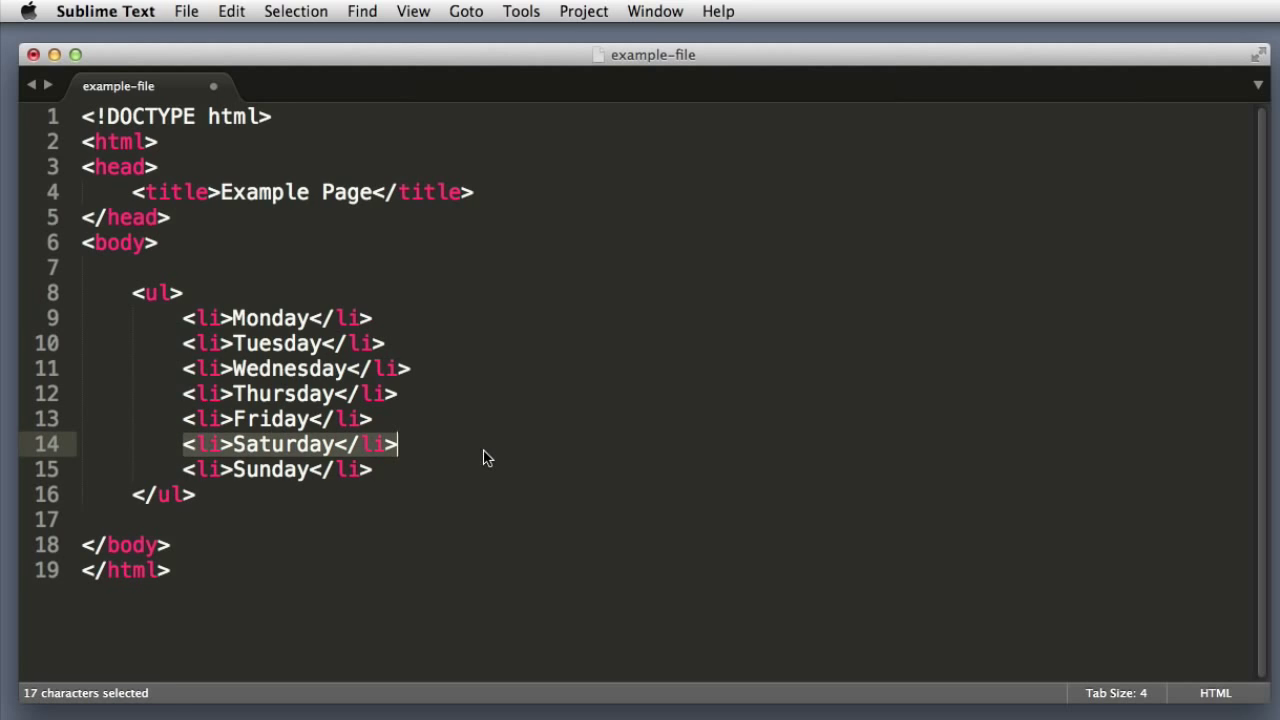 Sublime Text File Edit Selection Find View Goto Tools Project Window Help
example-file
example-file
1 <!DOCTYPE html>
2 <html>
3 <head>
4     <title>Example Page</title>
5 </head>
6 <body>
7
8     <ul>
9         <li>Monday</li>
10         <li>Tuesday</li>
11         <li>Wednesday</li>
12         <li>Thursday</li>
13         <li>Friday</li>
14         <li>Saturday</li>
15         <li>Sunday</li>
16     </ul>
17
18 </body>
19 </html>
17 characters selected Tab Size: 4 HTML